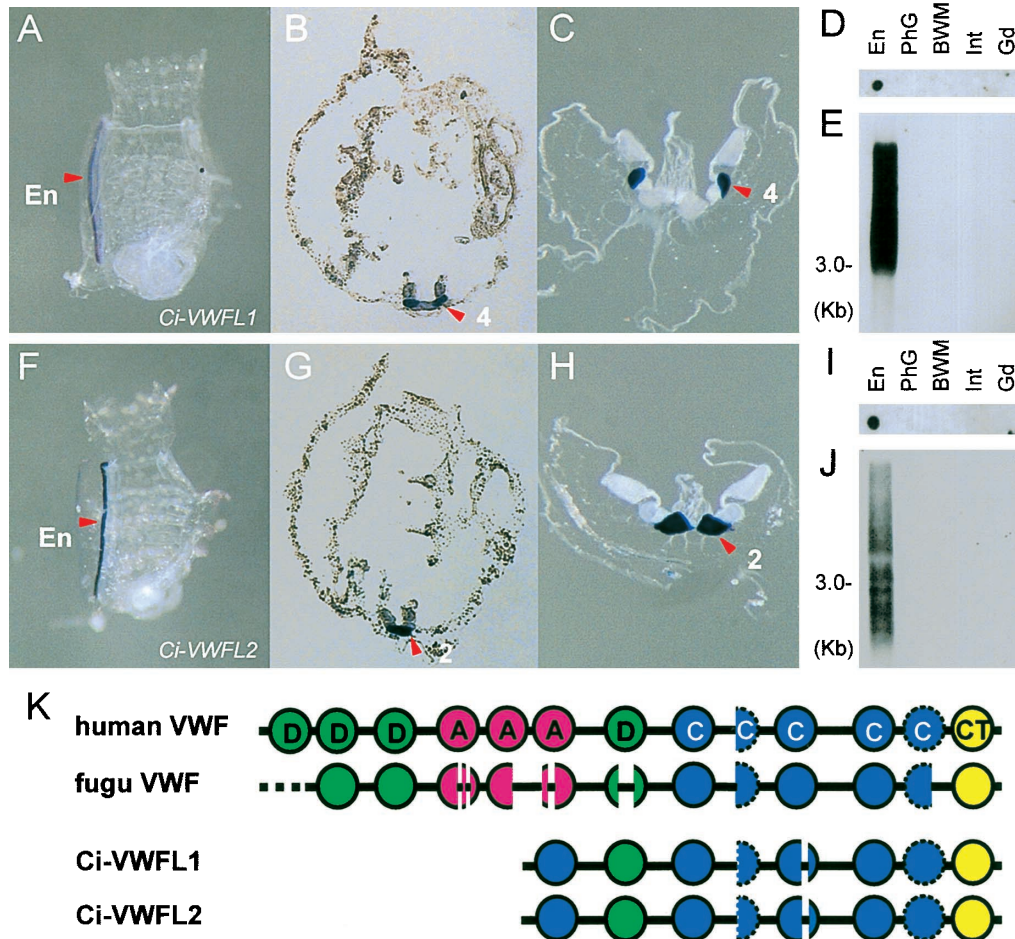 A
B
C
D
En PhG BWM Int Gd
En
4
4
E
3.0-
(Kb)
Ci-VWFL1
F
G
H
I
En PhG BWM Int Gd
En
2
2
J
3.0-
(Kb)
Ci-VWFL2
K
human VWF D D D A A A D C C C C C CT
fugu VWF
Ci-VWFL1
Ci-VWFL2